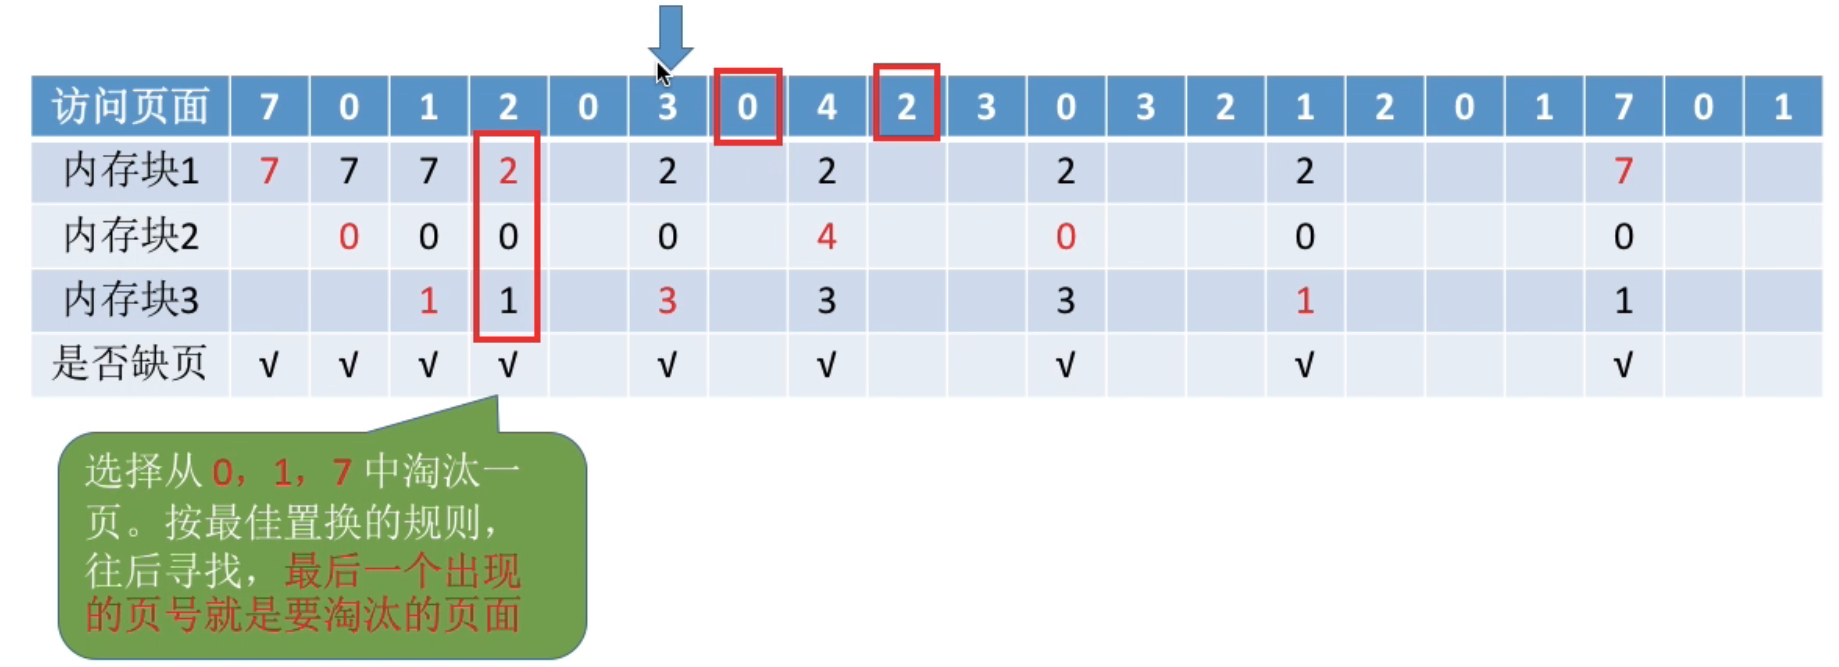 访问页面 7 0 1 2 0 3 0 4 2 3 0 3 2 1 2 0 1 7 0 1
内存块1 7 7 7 2 2 2 2 2 7
内存块2 0 0 0 0 4 0 0 0
内存块3 1 1 3 3 3 1 1
是否缺页 √ √ √ √ √ √ √ √ √
选择从 0，1，7 中淘汰一
页。按最佳置换的规则，
往后寻找，最后一个出现
的页号就是要淘汰的页面